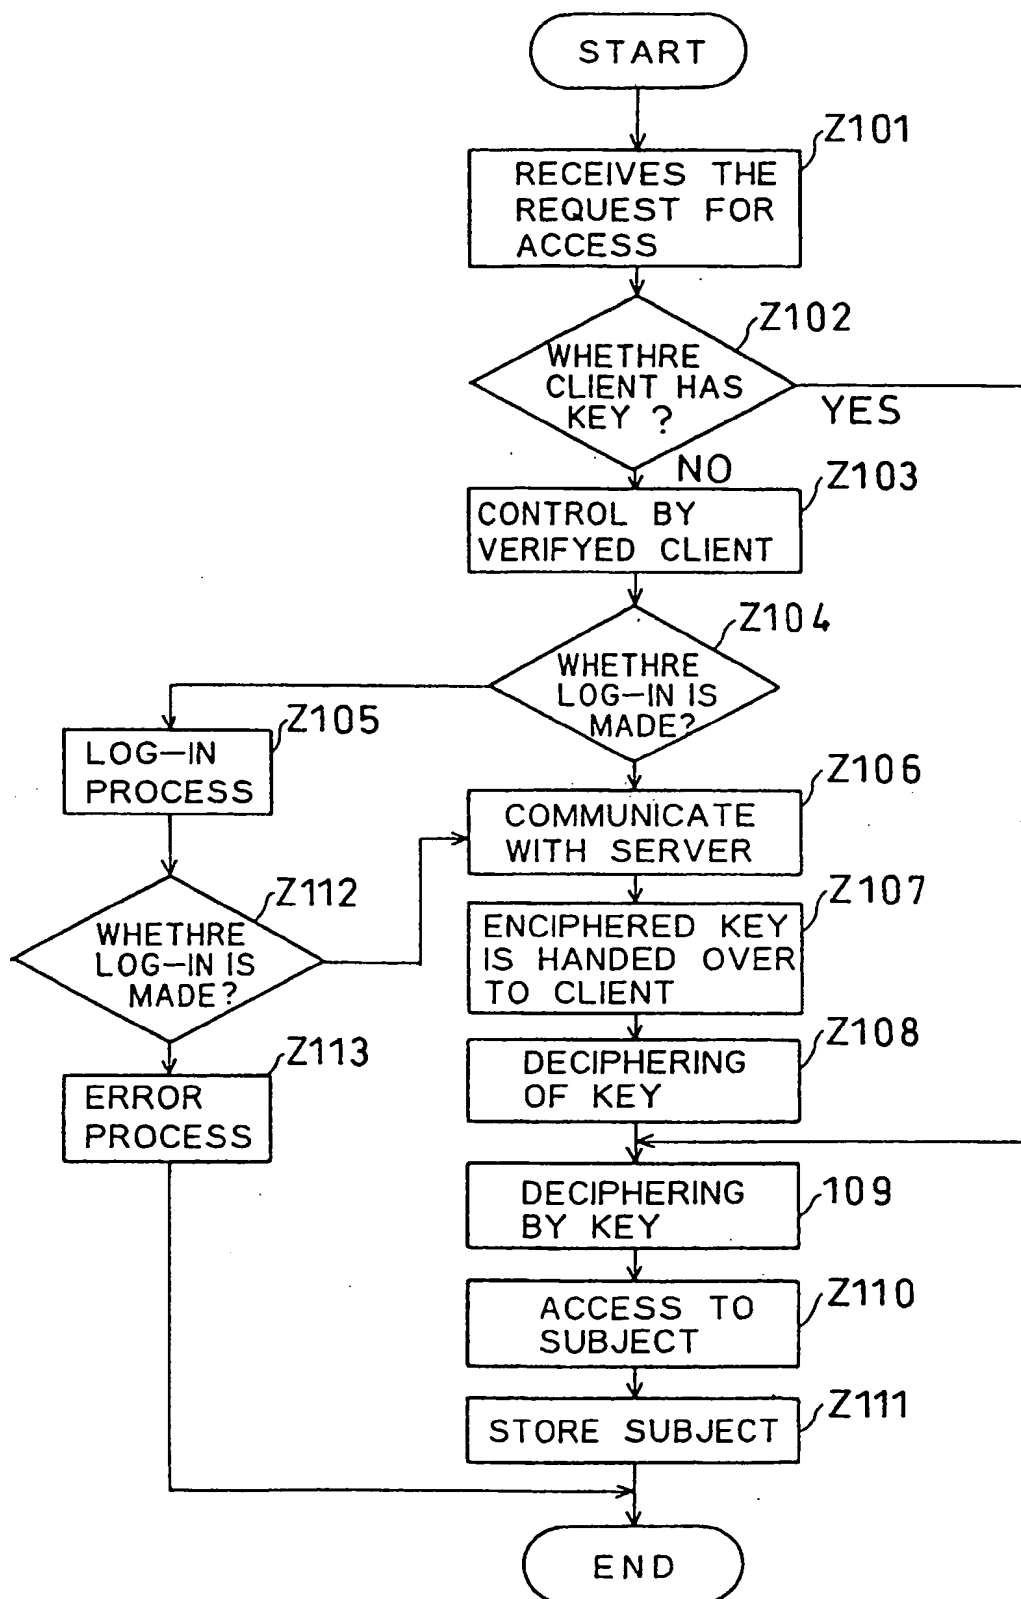 START
Z101
RECEIVES THE
REQUEST FOR
ACCESS
Z102
WHETHRE
CLIENT HAS
KEY ?
YES
NO
Z103
CONTROL BY
VERIFYED CLIENT
Z104
WHETHRE
LOG-IN IS
MADE?
Z105
LOG-IN
PROCESS
Z106
COMMUNICATE
WITH SERVER
Z112
WHETHRE
LOG-IN IS
MADE?
Z107
ENCIPHERED KEY
IS HANDED OVER
TO CLIENT
Z113
ERROR
PROCESS
Z108
DECIPHERING
OF KEY
109
DECIPHERING
BY KEY
Z110
ACCESS TO
SUBJECT
Z111
STORE SUBJECT
END